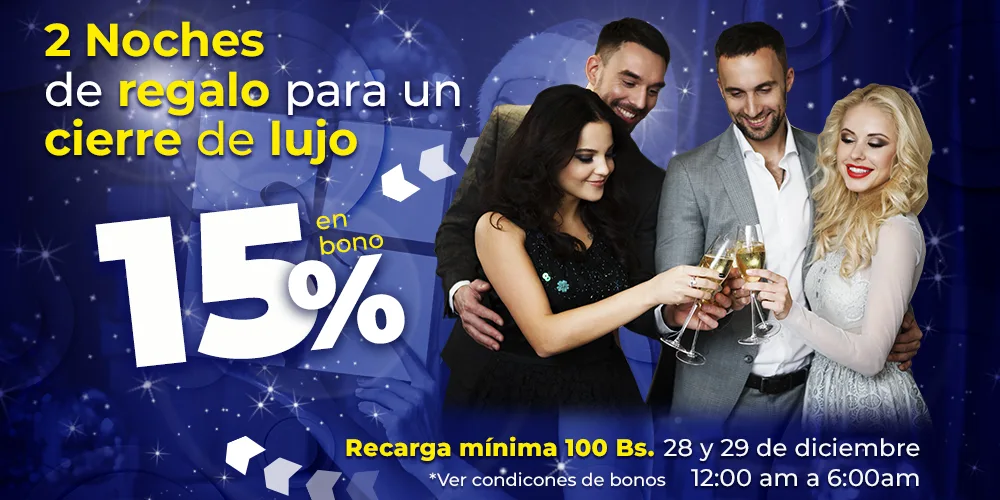 2 Noches
de regalo para un
cierre de lujo
15%
en
bono
Recarga mínima 100 Bs. 28 y 29 de diciembre
*Ver condicones de bonos 12:00 am a 6:00am